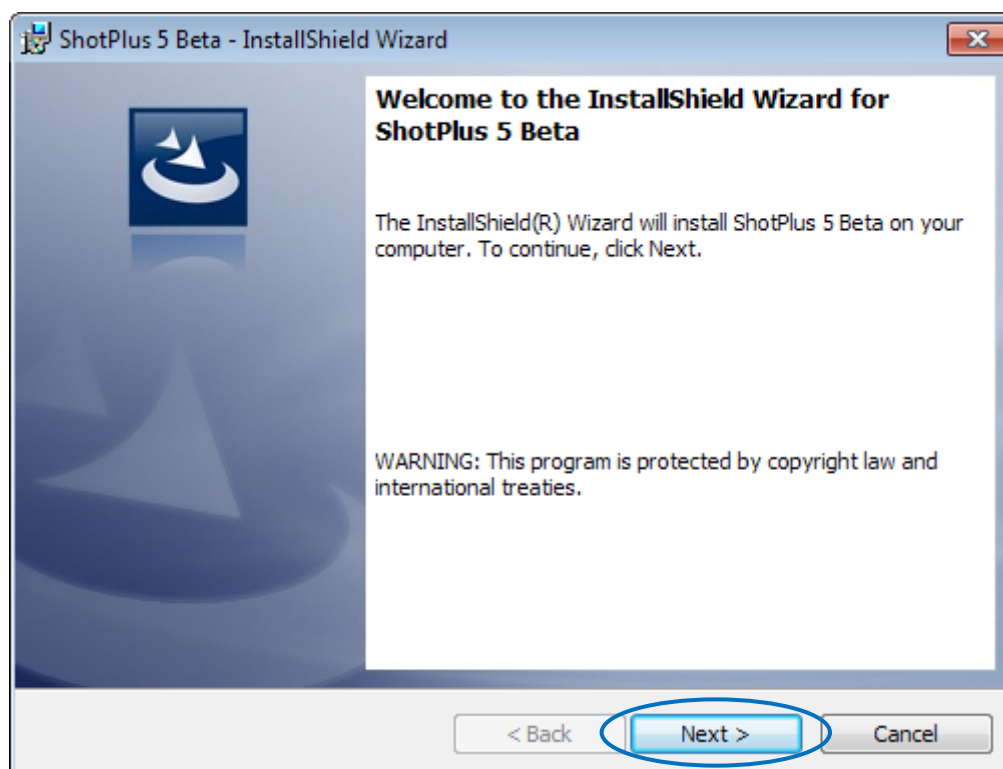 ShotPlus 5 Beta - InstallShield Wizard
Welcome to the InstallShield Wizard for
ShotPlus 5 Beta
The InstallShield(R) Wizard will install ShotPlus 5 Beta on your
computer. To continue, click Next.
WARNING: This program is protected by copyright law and
international treaties.
< Back Next > Cancel